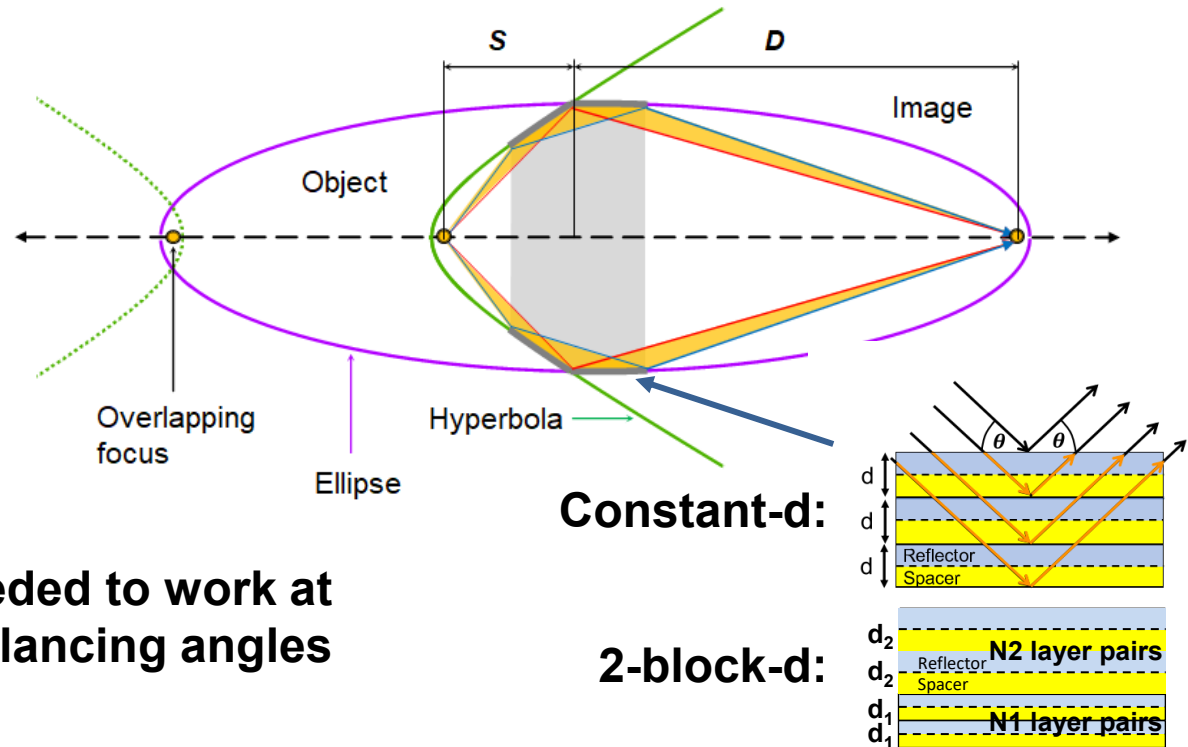 S
D
Image
Object
Overlapping
focus
Hyperbola
Ellipse
Constant-d:
θ θ
d
d
d
Reflector
Spacer
eded to work at
lancing angles
2-block-d:
d2
d2
d1
d1
N2 layer pairs
Reflector
Spacer
N1 layer pairs